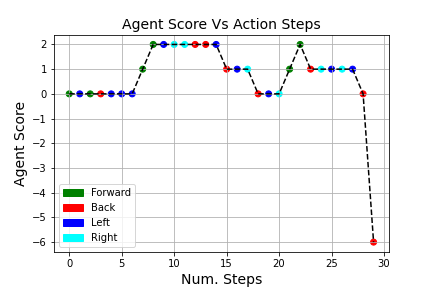 Agent Score Vs Action Steps
Agent Score
2
1
0
−1
−2
−3
−4
−5
−6
Forward
Back
Left
Right
0 5 10 15 20 25 30
Num. Steps